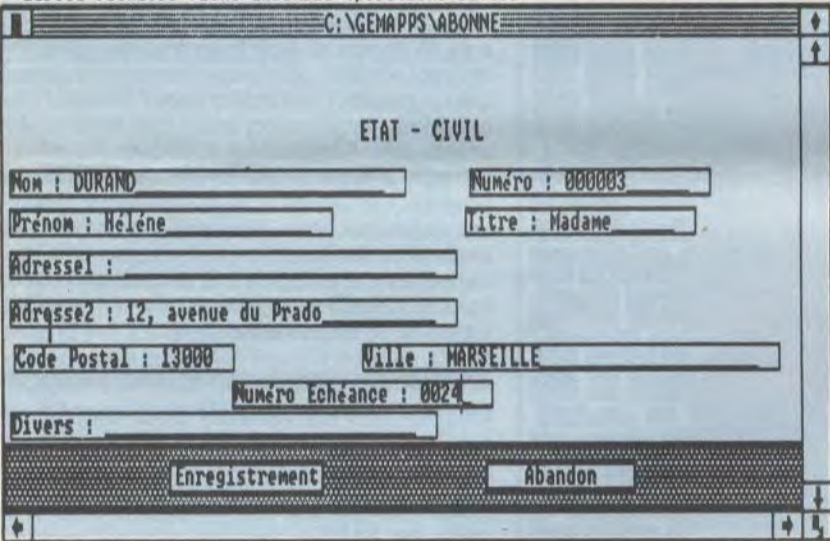 C:\GEMAPPS\ABONNE
ETAT - CIVIL
Nom : DURAND
Numéro : 000003
Prénom : Héléne
Titre : Madame
Adresse1 :
Adresse2 : 12, avenue du Prado
Code Postal : 13000
Ville : MARSEILLE
Numéro Echéance : 0024
Divers :
Enregistrement
Abandon